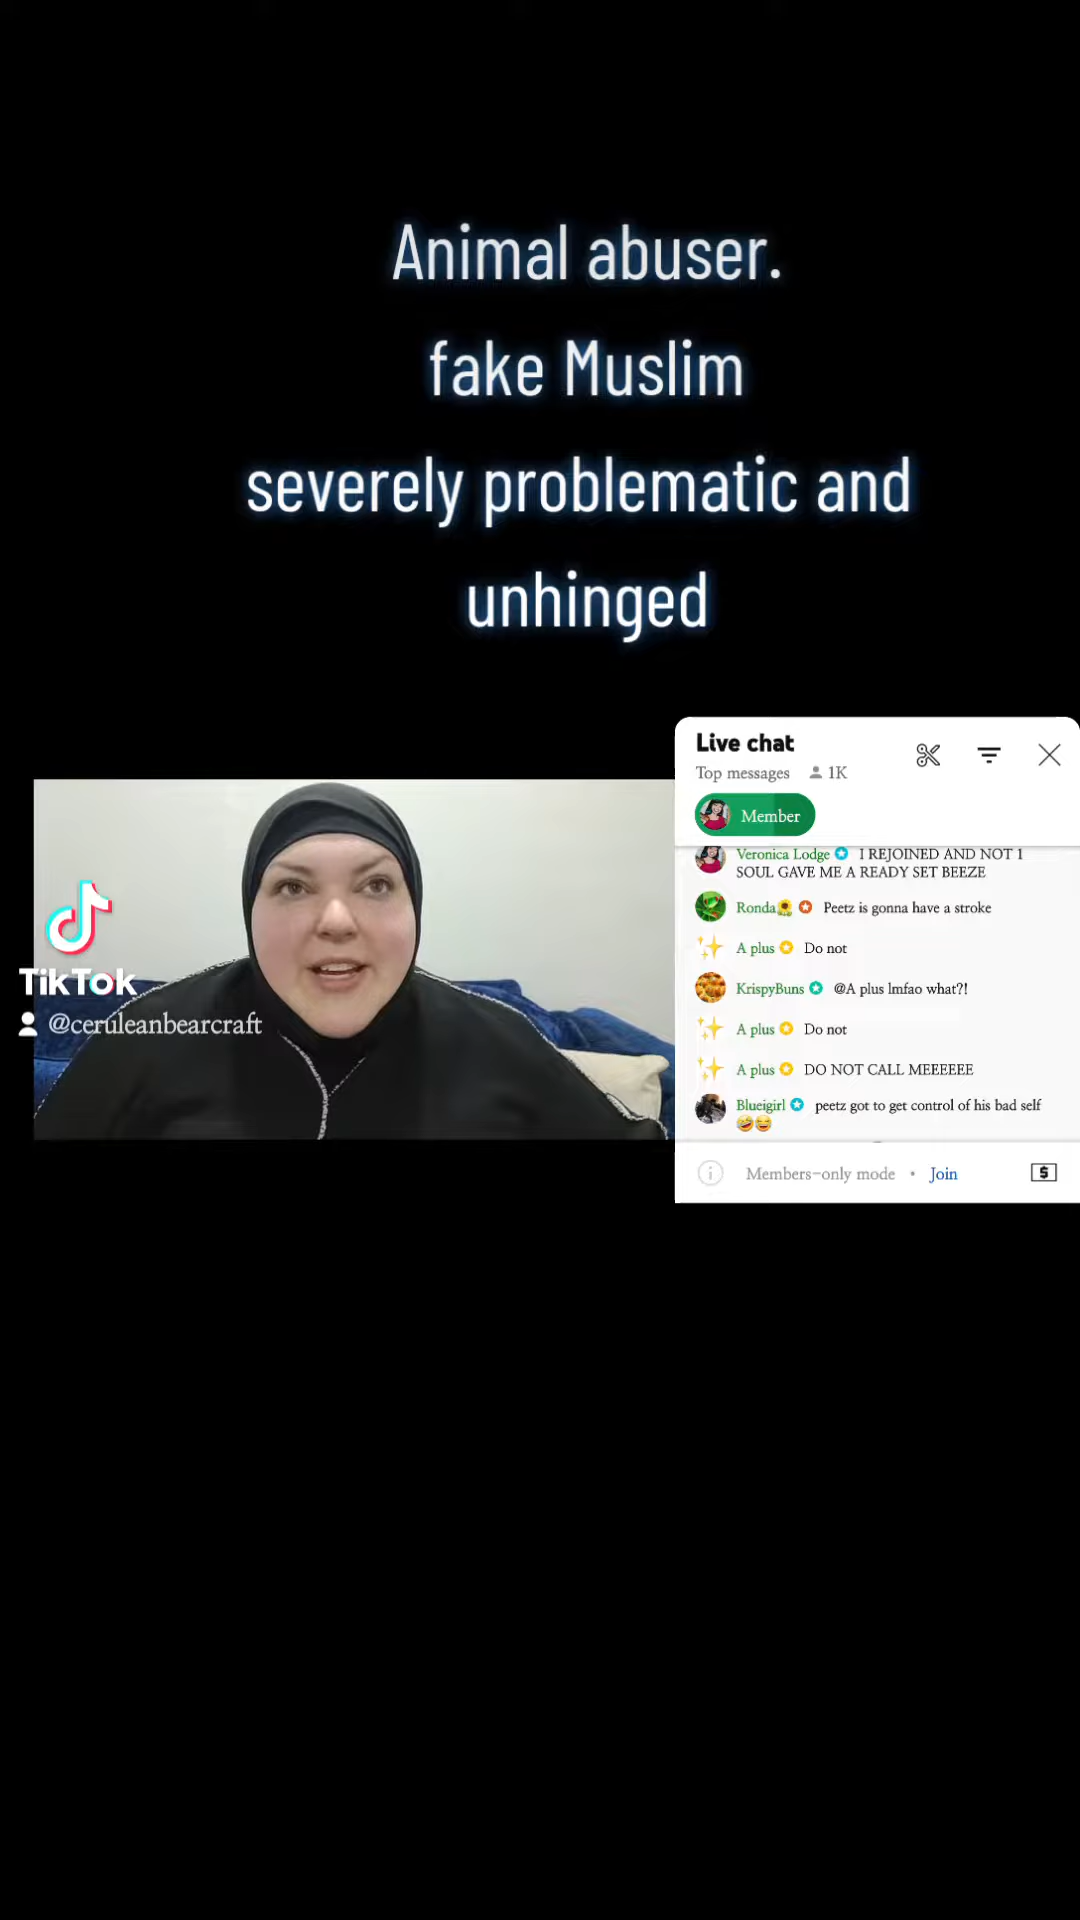 Animal abuser.
fake Muslim
severely problematic and
unhinged
Live chat
Top messages 1K
Member
Veronica Lodge I REJOINED AND NOT 1
SOUL GAVE ME A READY SET BEEZE
Ronda🌻 Peetz is gonna have a stroke
A plus Do not
KrispyBuns @A plus lmfao what?!
A plus Do not
A plus DO NOT CALL MEEEEEE
Blueigirl peetz got to get control of his bad self
🤣😂
Members-only mode • Join
TikTok
@ceruleanbearcraft